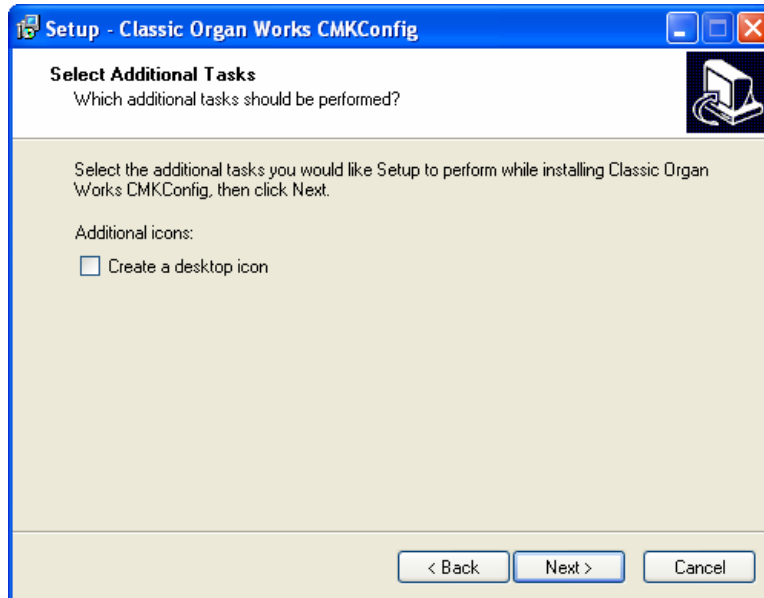 Setup - Classic Organ Works CMKConfig
Select Additional Tasks
Which additional tasks should be performed?
Select the additional tasks you would like Setup to perform while installing Classic Organ
Works CMKConfig, then click Next.
Additional icons:
Create a desktop icon
< Back
Next >
Cancel